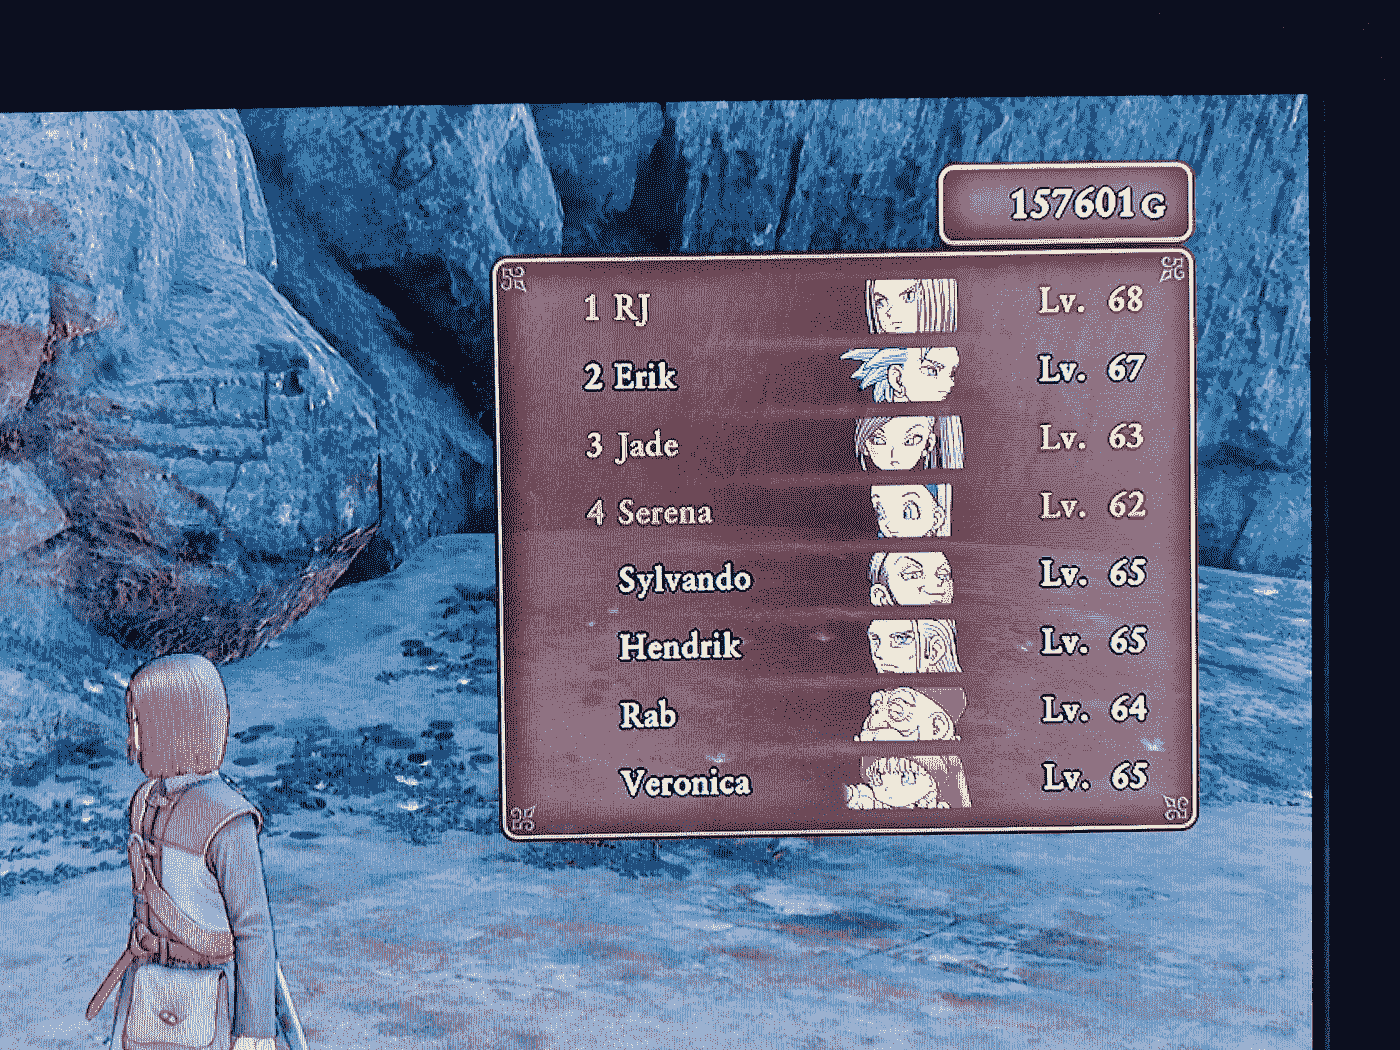 157601G
1 RJ Lv. 68
2 Erik Lv. 67
3 Jade Lv. 63
4 Serena Lv. 62
Sylvando Lv. 65
Hendrik Lv. 65
Rab Lv. 64
Veronica Lv. 65